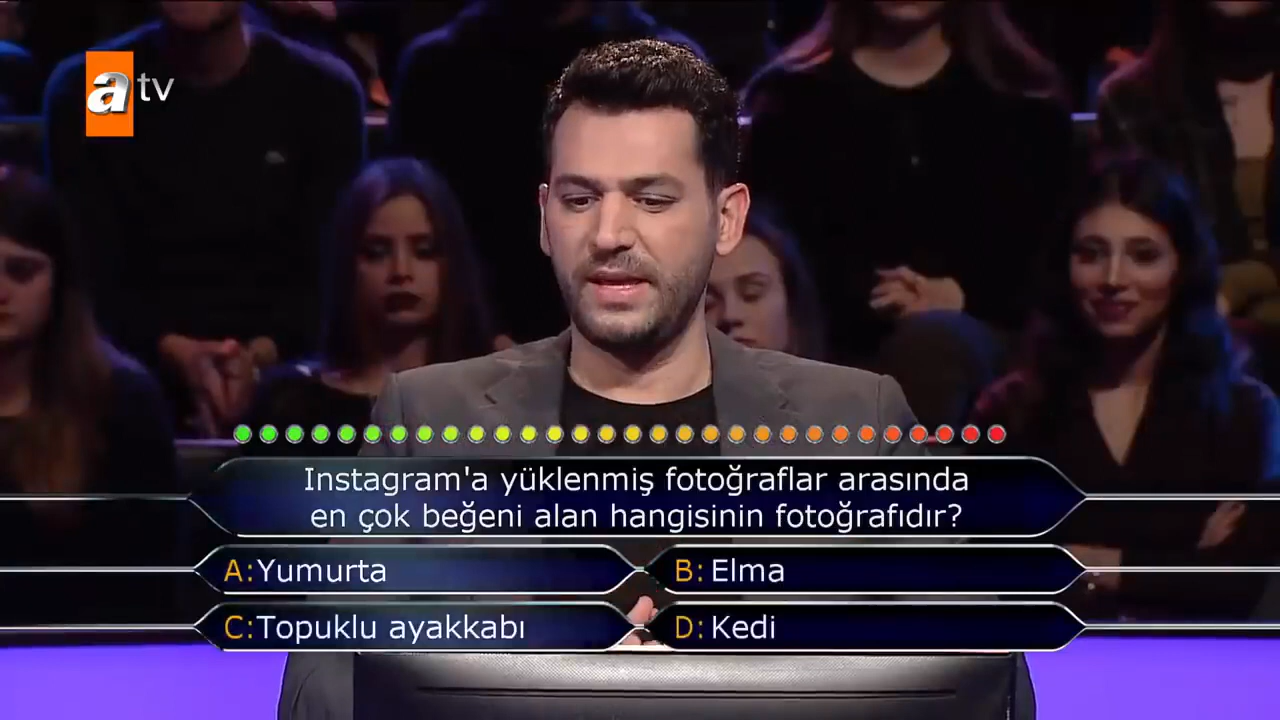 atv
Instagram'a yüklenmiş fotoğraflar arasında
en çok beğeni alan hangisinin fotoğrafıdır?
A:Yumurta
B: Elma
C:Topuklu ayakkabı
D: Kedi